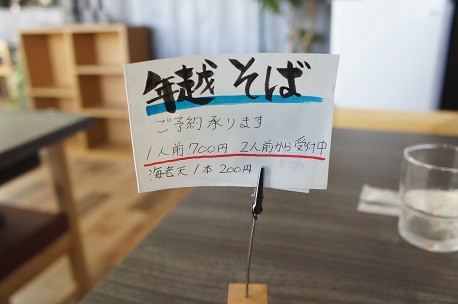 年越そば
ご予約承ります
1人前700円 2人前から受付中
海老天1本200円